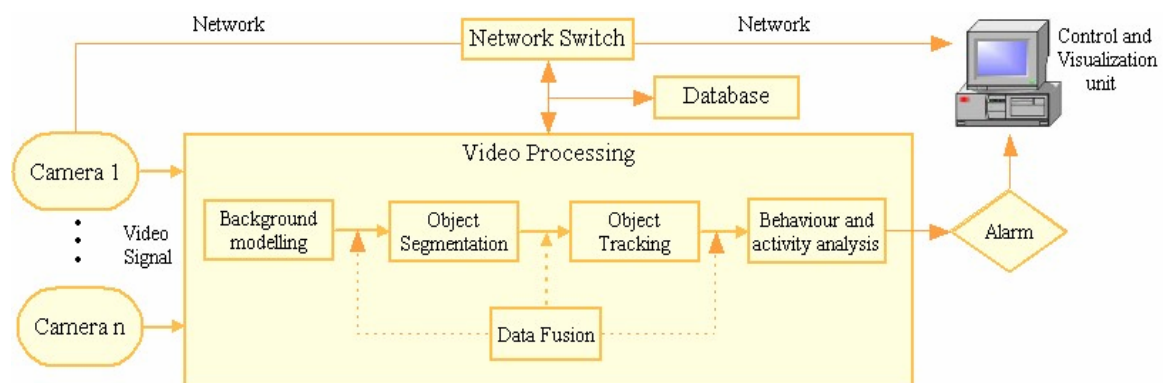 Network
Network Switch
Network
Control and
Visualization
unit
Database
Camera 1
Video Processing
Background
modelling
Object
Segmentation
Object
Tracking
Behaviour and
activity analysis
Alarm
Video
Signal
Camera n
Data Fusion